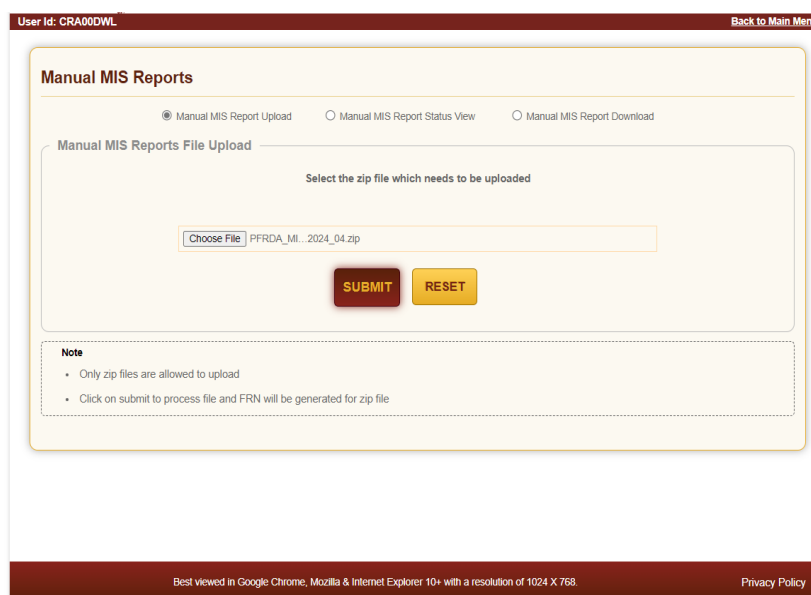 User Id: CRA00DWL
Back to Main Men
Manual MIS Reports
Manual MIS Report Upload
Manual MIS Report Status View
Manual MIS Report Download
Manual MIS Reports File Upload
Select the zip file which needs to be uploaded
Choose File PFRDA_MI...2024_04.zip
SUBMIT
RESET
Note
• Only zip files are allowed to upload
• Click on submit to process file and FRN will be generated for zip file
Best viewed in Google Chrome, Mozilla & Internet Explorer 10+ with a resolution of 1024 X 768.
Privacy Policy